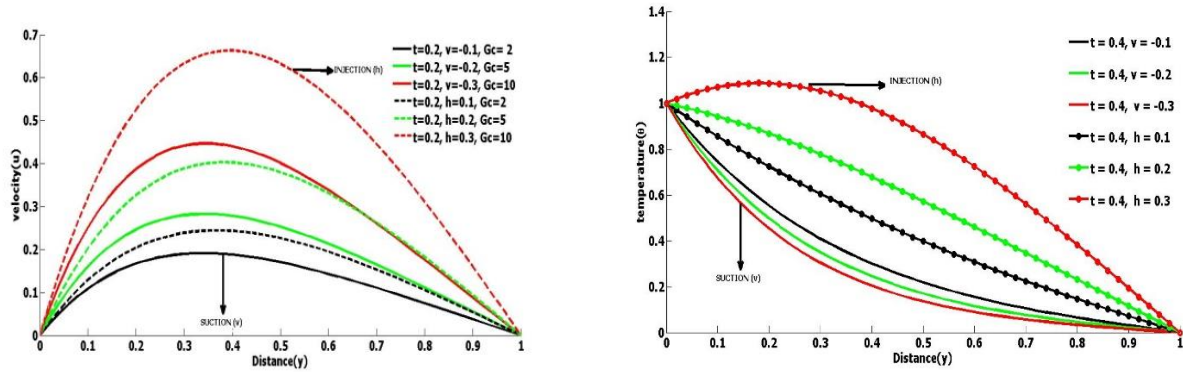 0.7
0.6
0.5
0.4
0.3
0.2
0.1
0
velocity(u)
t=0.2, v=-0.1, Gc= 2
t=0.2, v=-0.2, Gc=5
t=0.2, v=-0.3, Gc=10
t=0.2, h=0.1, Gc=2
t=0.2, h=0.2, Gc=5
t=0.2, h=0.3, Gc=10
INJECTION (h)
SUCTION (v)
0 0.1 0.2 0.3 0.4 0.5 0.6 0.7 0.8 0.9 1
Distance(y)
1.4
1.2
1
0.8
0.6
0.4
0.2
0
temperature(θ)
t = 0.4, v = -0.1
t = 0.4, v = -0.2
t = 0.4, v = -0.3
t = 0.4, h = 0.1
t = 0.4, h = 0.2
t = 0.4, h = 0.3
INJECTION (h)
SUCTION (v)
0 0.1 0.2 0.3 0.4 0.5 0.6 0.7 0.8 0.9 1
Distance(y)